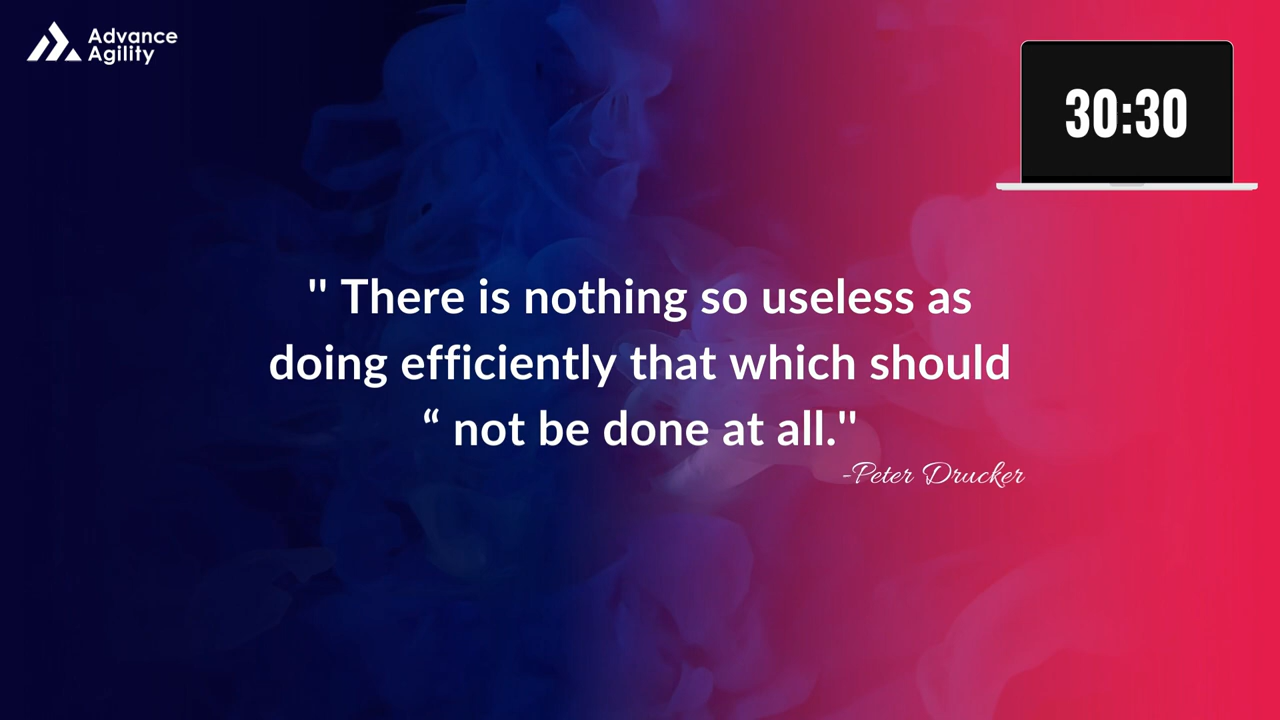 Advance
Agility
30:30
" There is nothing so useless as
doing efficiently that which should
“ not be done at all."
-Peter Drucker